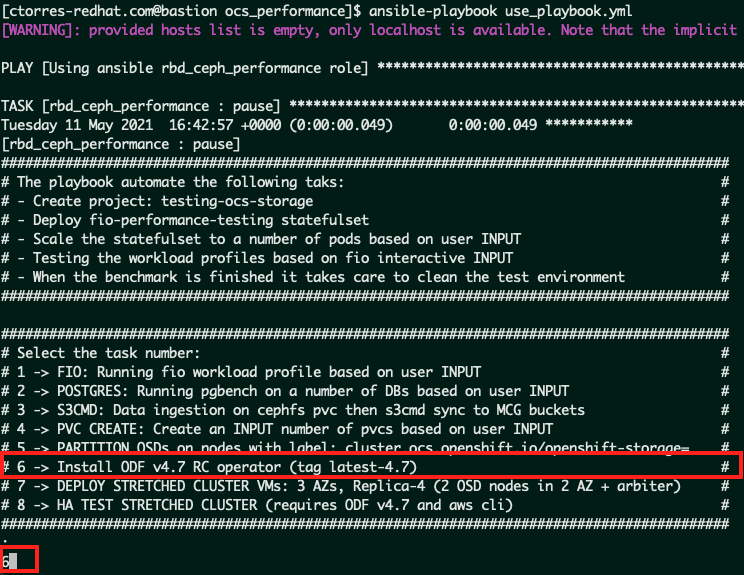 [ctorres-redhat.com@bastion ocs_performance]$ ansible-playbook use_playbook.yml
[WARNING]: provided hosts list is empty, only localhost is available. Note that the implicit
PLAY [Using ansible rbd_ceph_performance role] **********************************************
TASK [rbd_ceph_performance : pause] *********************************************************
Tuesday 11 May 2021  16:42:57 +0000 (0:00:00.049)       0:00:00.049 ***********
[rbd_ceph_performance : pause]
###########################################################################################
# The playbook automate the following taks:                                               #
# - Create project: testing-ocs-storage                                                   #
# - Deploy fio-performance-testing statefulset                                            #
# - Scale the statefulset to a number of pods based on user INPUT                         #
# - Testing the workload profiles based on fio interactive INPUT                          #
# - When the benchmark is finished it takes care to clean the test environment            #
###########################################################################################
###########################################################################################
# Select the task number:                                                                 #
# 1 -> FIO: Running fio workload profile based on user INPUT                              #
# 2 -> POSTGRES: Running pgbench on a number of DBs based on user INPUT                   #
# 3 -> S3CMD: Data ingestion on cephfs pvc then s3cmd sync to MCG buckets                 #
# 4 -> PVC CREATE: Create an INPUT number of pvcs based on user INPUT                     #
# 5 -> PARTITION OSDs on nodes with label: cluster.ocs.openshift.io/openshift-storage=    #
# 6 -> Install ODF v4.7 RC operator (tag latest-4.7)                                      #
# 7 -> DEPLOY STRETCHED CLUSTER VMs: 3 AZs, Replica-4 (2 OSD nodes in 2 AZ + arbiter)     #
# 8 -> HA TEST STRETCHED CLUSTER (requires ODF v4.7 and aws cli)                          #
###########################################################################################
.
6